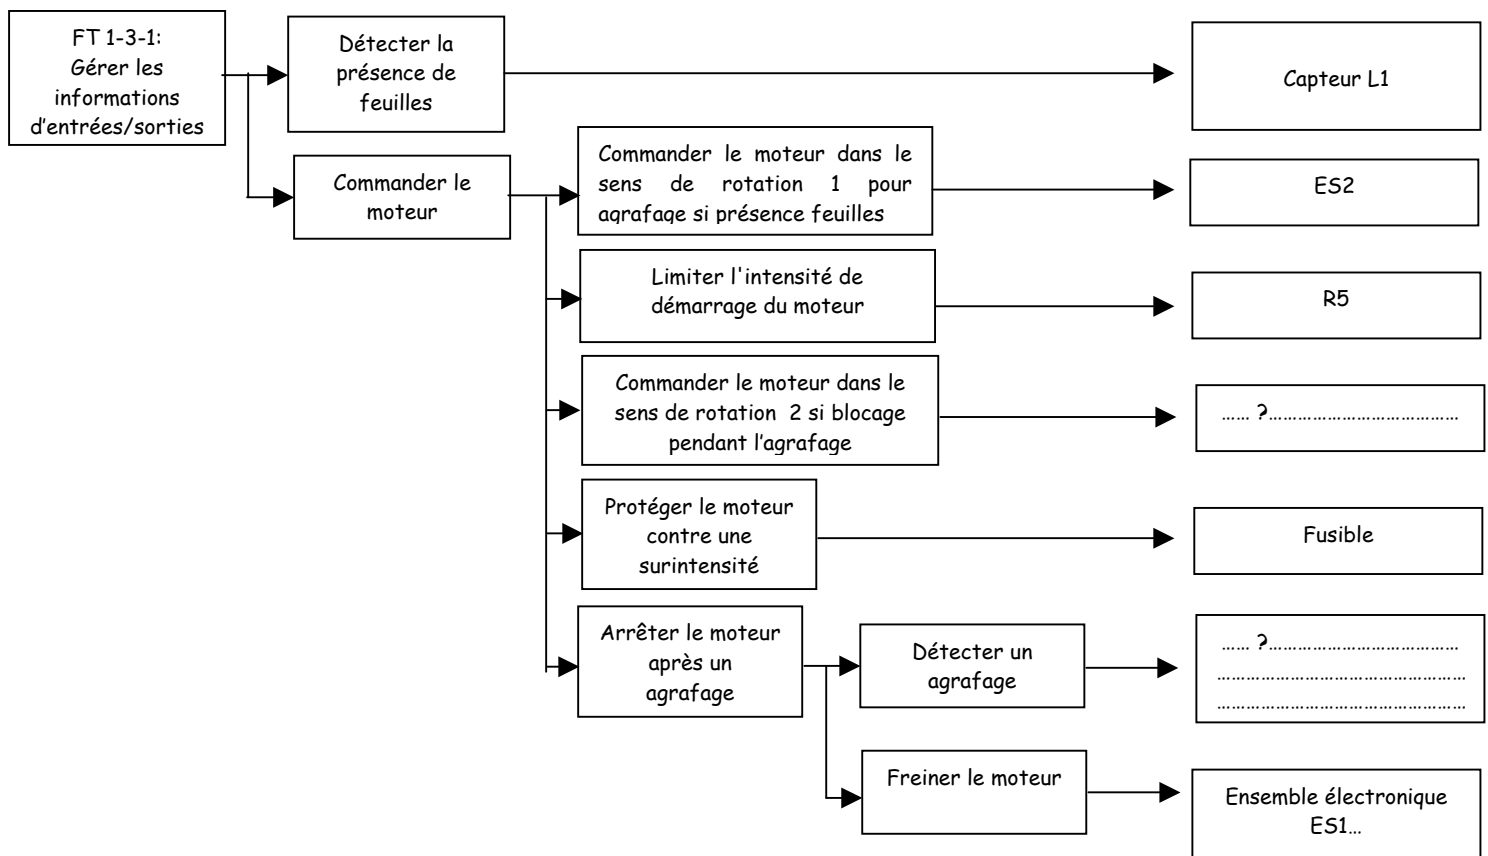 FT 1-3-1:
Gérer les
informations
d'entrées/sorties
Détecter la
présence de
feuilles
Capteur L1
Commander le
moteur
Commander le moteur dans le
sens de rotation 1 pour
agrafage si présence feuilles
ES2
Limiter l'intensité de
démarrage du moteur
R5
Commander le moteur dans le
sens de rotation 2 si blocage
pendant l'agrafage
...... ?.......................................
Protéger le moteur
contre une
surintensité
Fusible
Arrêter le moteur
après un
agrafage
Détecter un
agrafage
...... ?.......................................
...................................................
...................................................
Freiner le moteur
Ensemble électronique
ES1...